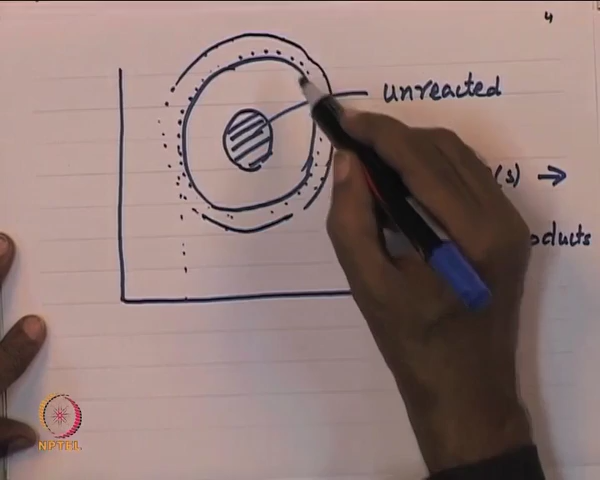 4
unreacted
(s) →
oducts
NPTEL